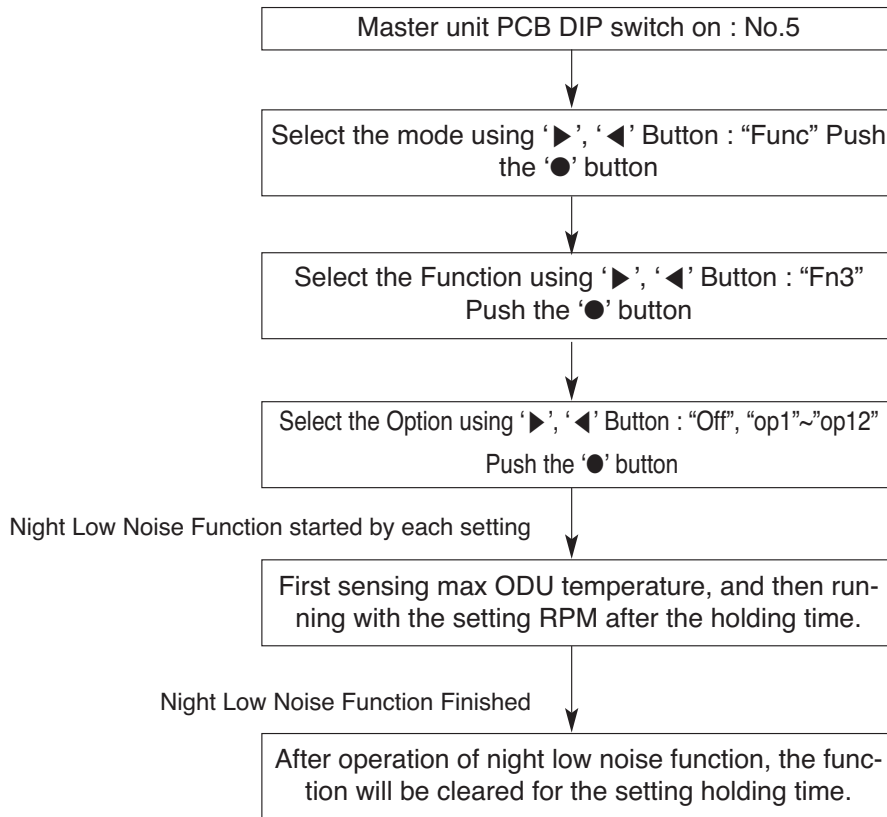 Master unit PCB DIP switch on : No.5
Select the mode using ‘▶’, ‘◀’ Button : “Func” Push
the ‘●’ button
Select the Function using ‘▶’, ‘◀’ Button : “Fn3”
Push the ‘●’ button
Select the Option using ‘▶’, ‘◀’ Button : “Off”, “op1”~”op12”
Push the ‘●’ button
Night Low Noise Function started by each setting
First sensing max ODU temperature, and then run-
ning with the setting RPM after the holding time.
Night Low Noise Function Finished
After operation of night low noise function, the func-
tion will be cleared for the setting holding time.